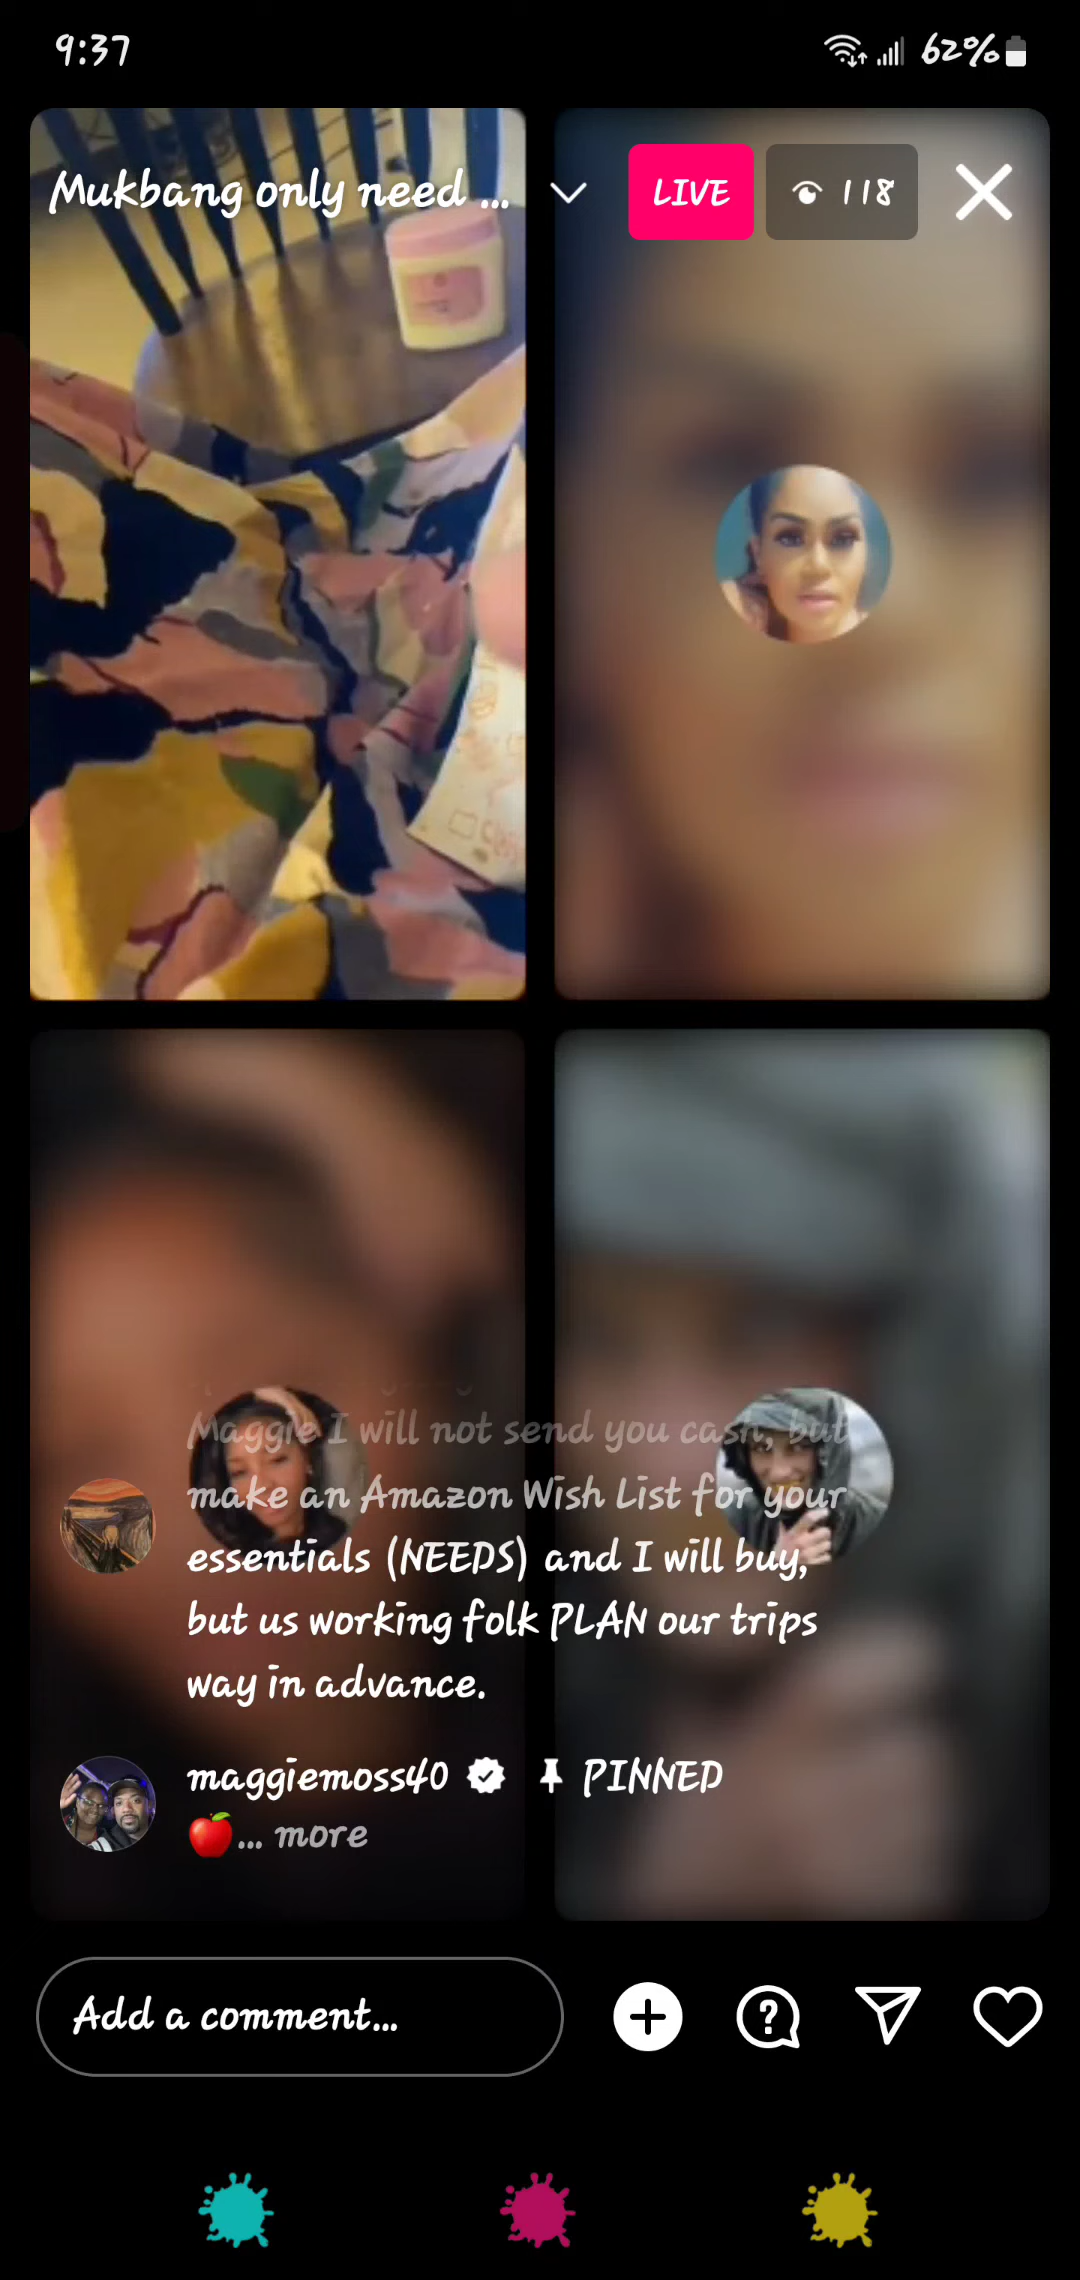 9:37
62%
Mukbang only need ...
LIVE
118
Maggie I will not send you cash, but
make an Amazon Wish List for your
essentials (NEEDS) and I will buy,
but us working folk PLAN our trips
way in advance.
maggiemoss40 PINNED
🍎... more
Add a comment...